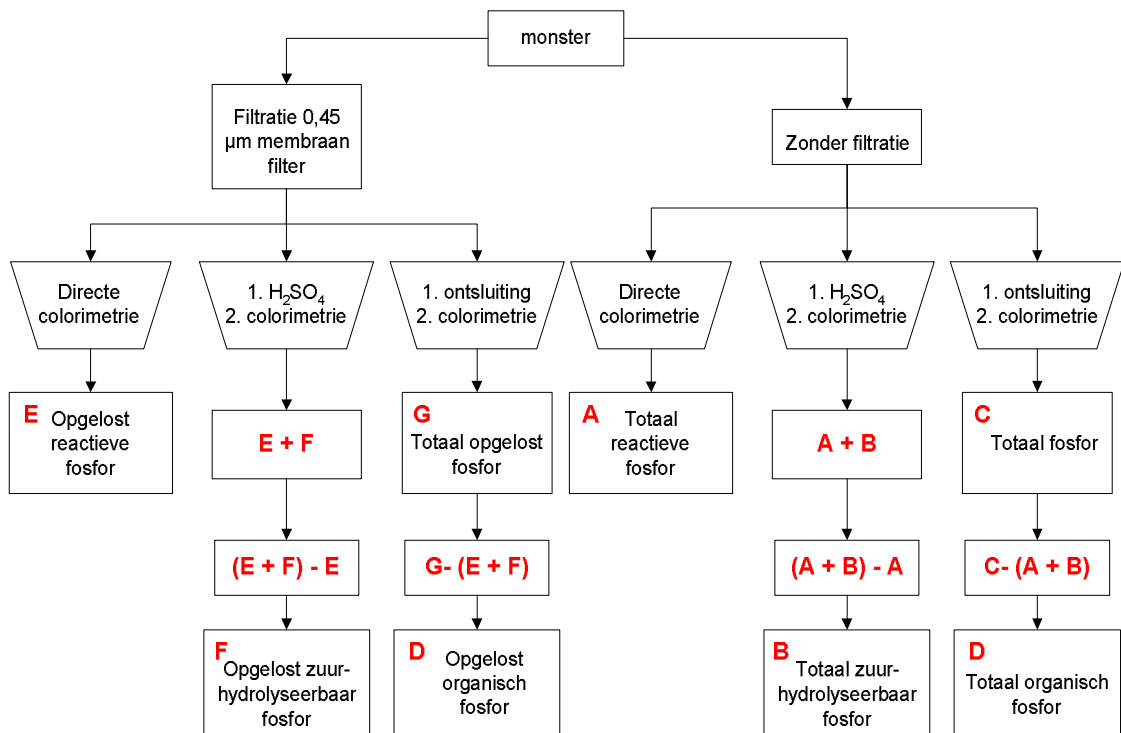 monster
Filtratie 0,45
µm membraan
filter
Zonder filtratie
Directe
colorimetrie
1. H₂SO₄
2. colorimetrie
1. ontsluiting
2. colorimetrie
Directe
colorimetrie
1. H₂SO₄
2. colorimetrie
1. ontsluiting
2. colorimetrie
E
Opgelost
reactieve
fosfor
E + F
G
Totaal opgelost
fosfor
A
Totaal
reactieve
fosfor
A + B
C
Totaal fosfor
(E + F) - E
G- (E + F)
(A + B) - A
C- (A + B)
F
Opgelost zuur-
hydrolyseerbaar
fosfor
D
Opgelost
organisch
fosfor
B
Totaal zuur-
hydrolyseerbaar
fosfor
D
Totaal organisch
fosfor